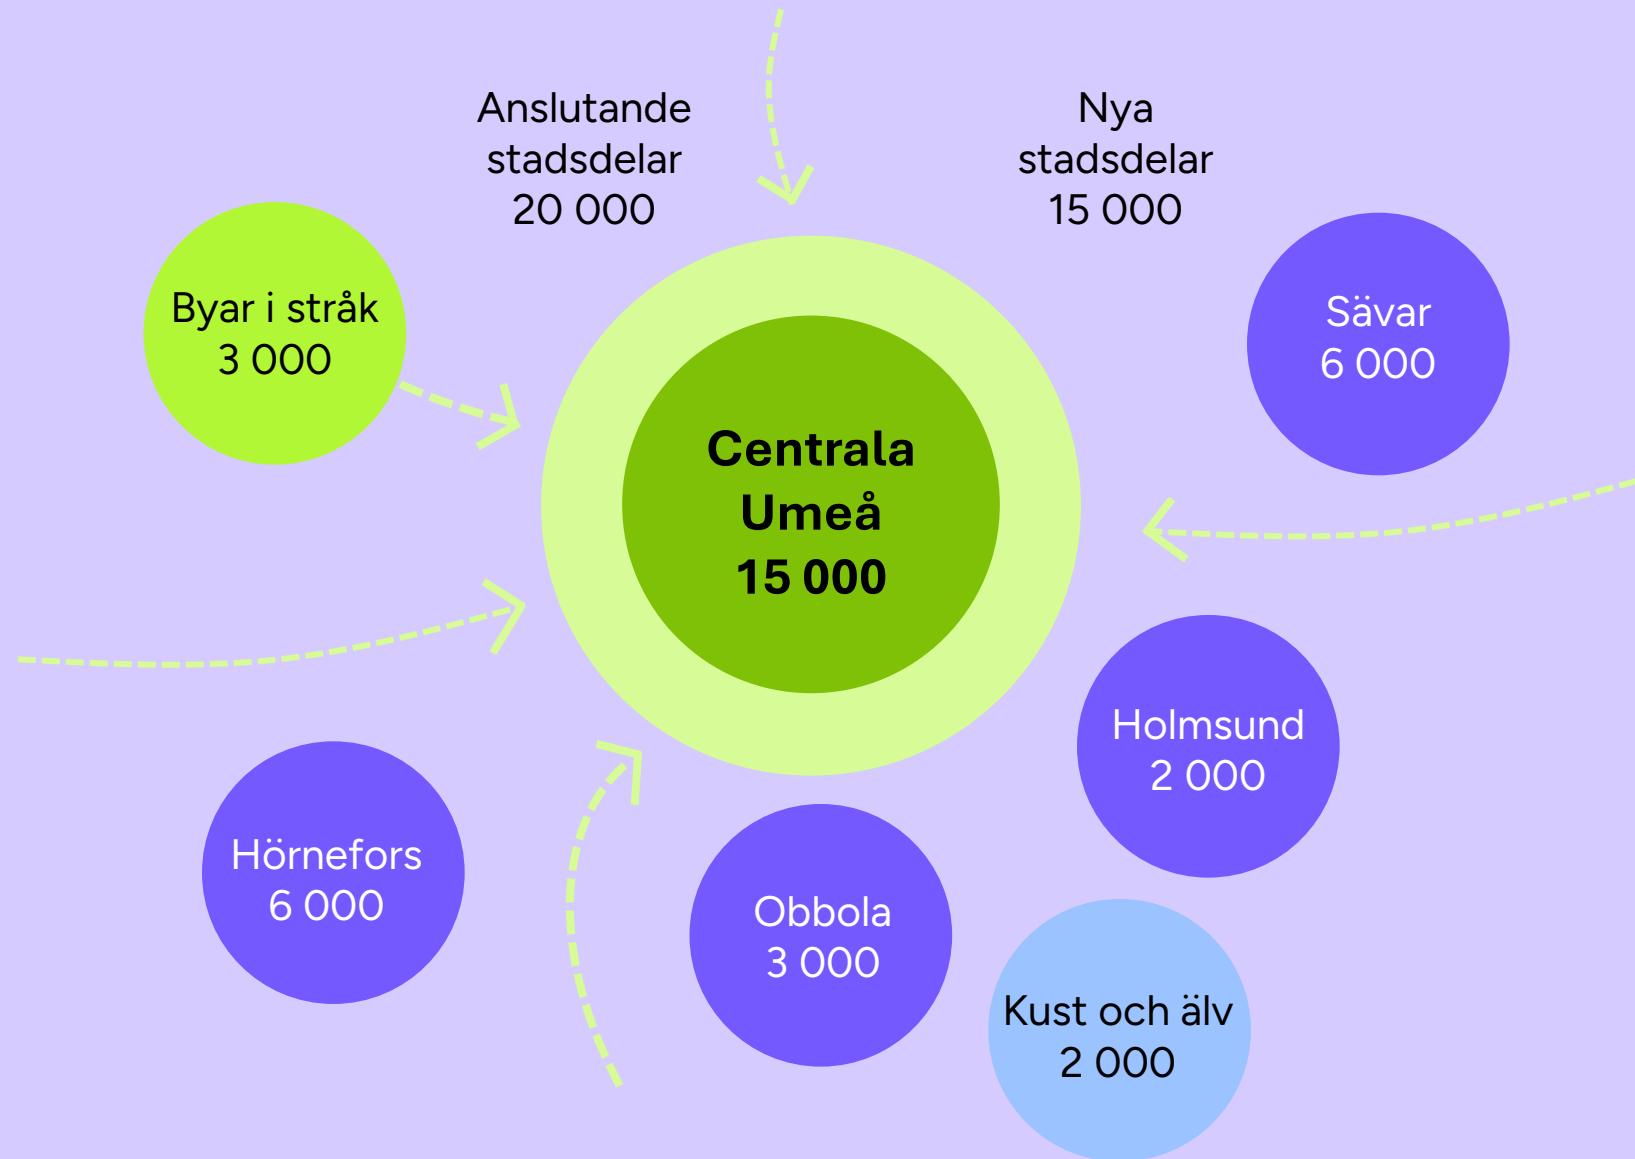 Anslutande
stadsdelar
20 000
Nya
stadsdelar
15 000
Byar i stråk
3 000
Sävar
6 000
Centrala
Umeå
15 000
Holmsund
2 000
Hörnefors
6 000
Obbola
3 000
Kust och älv
2 000